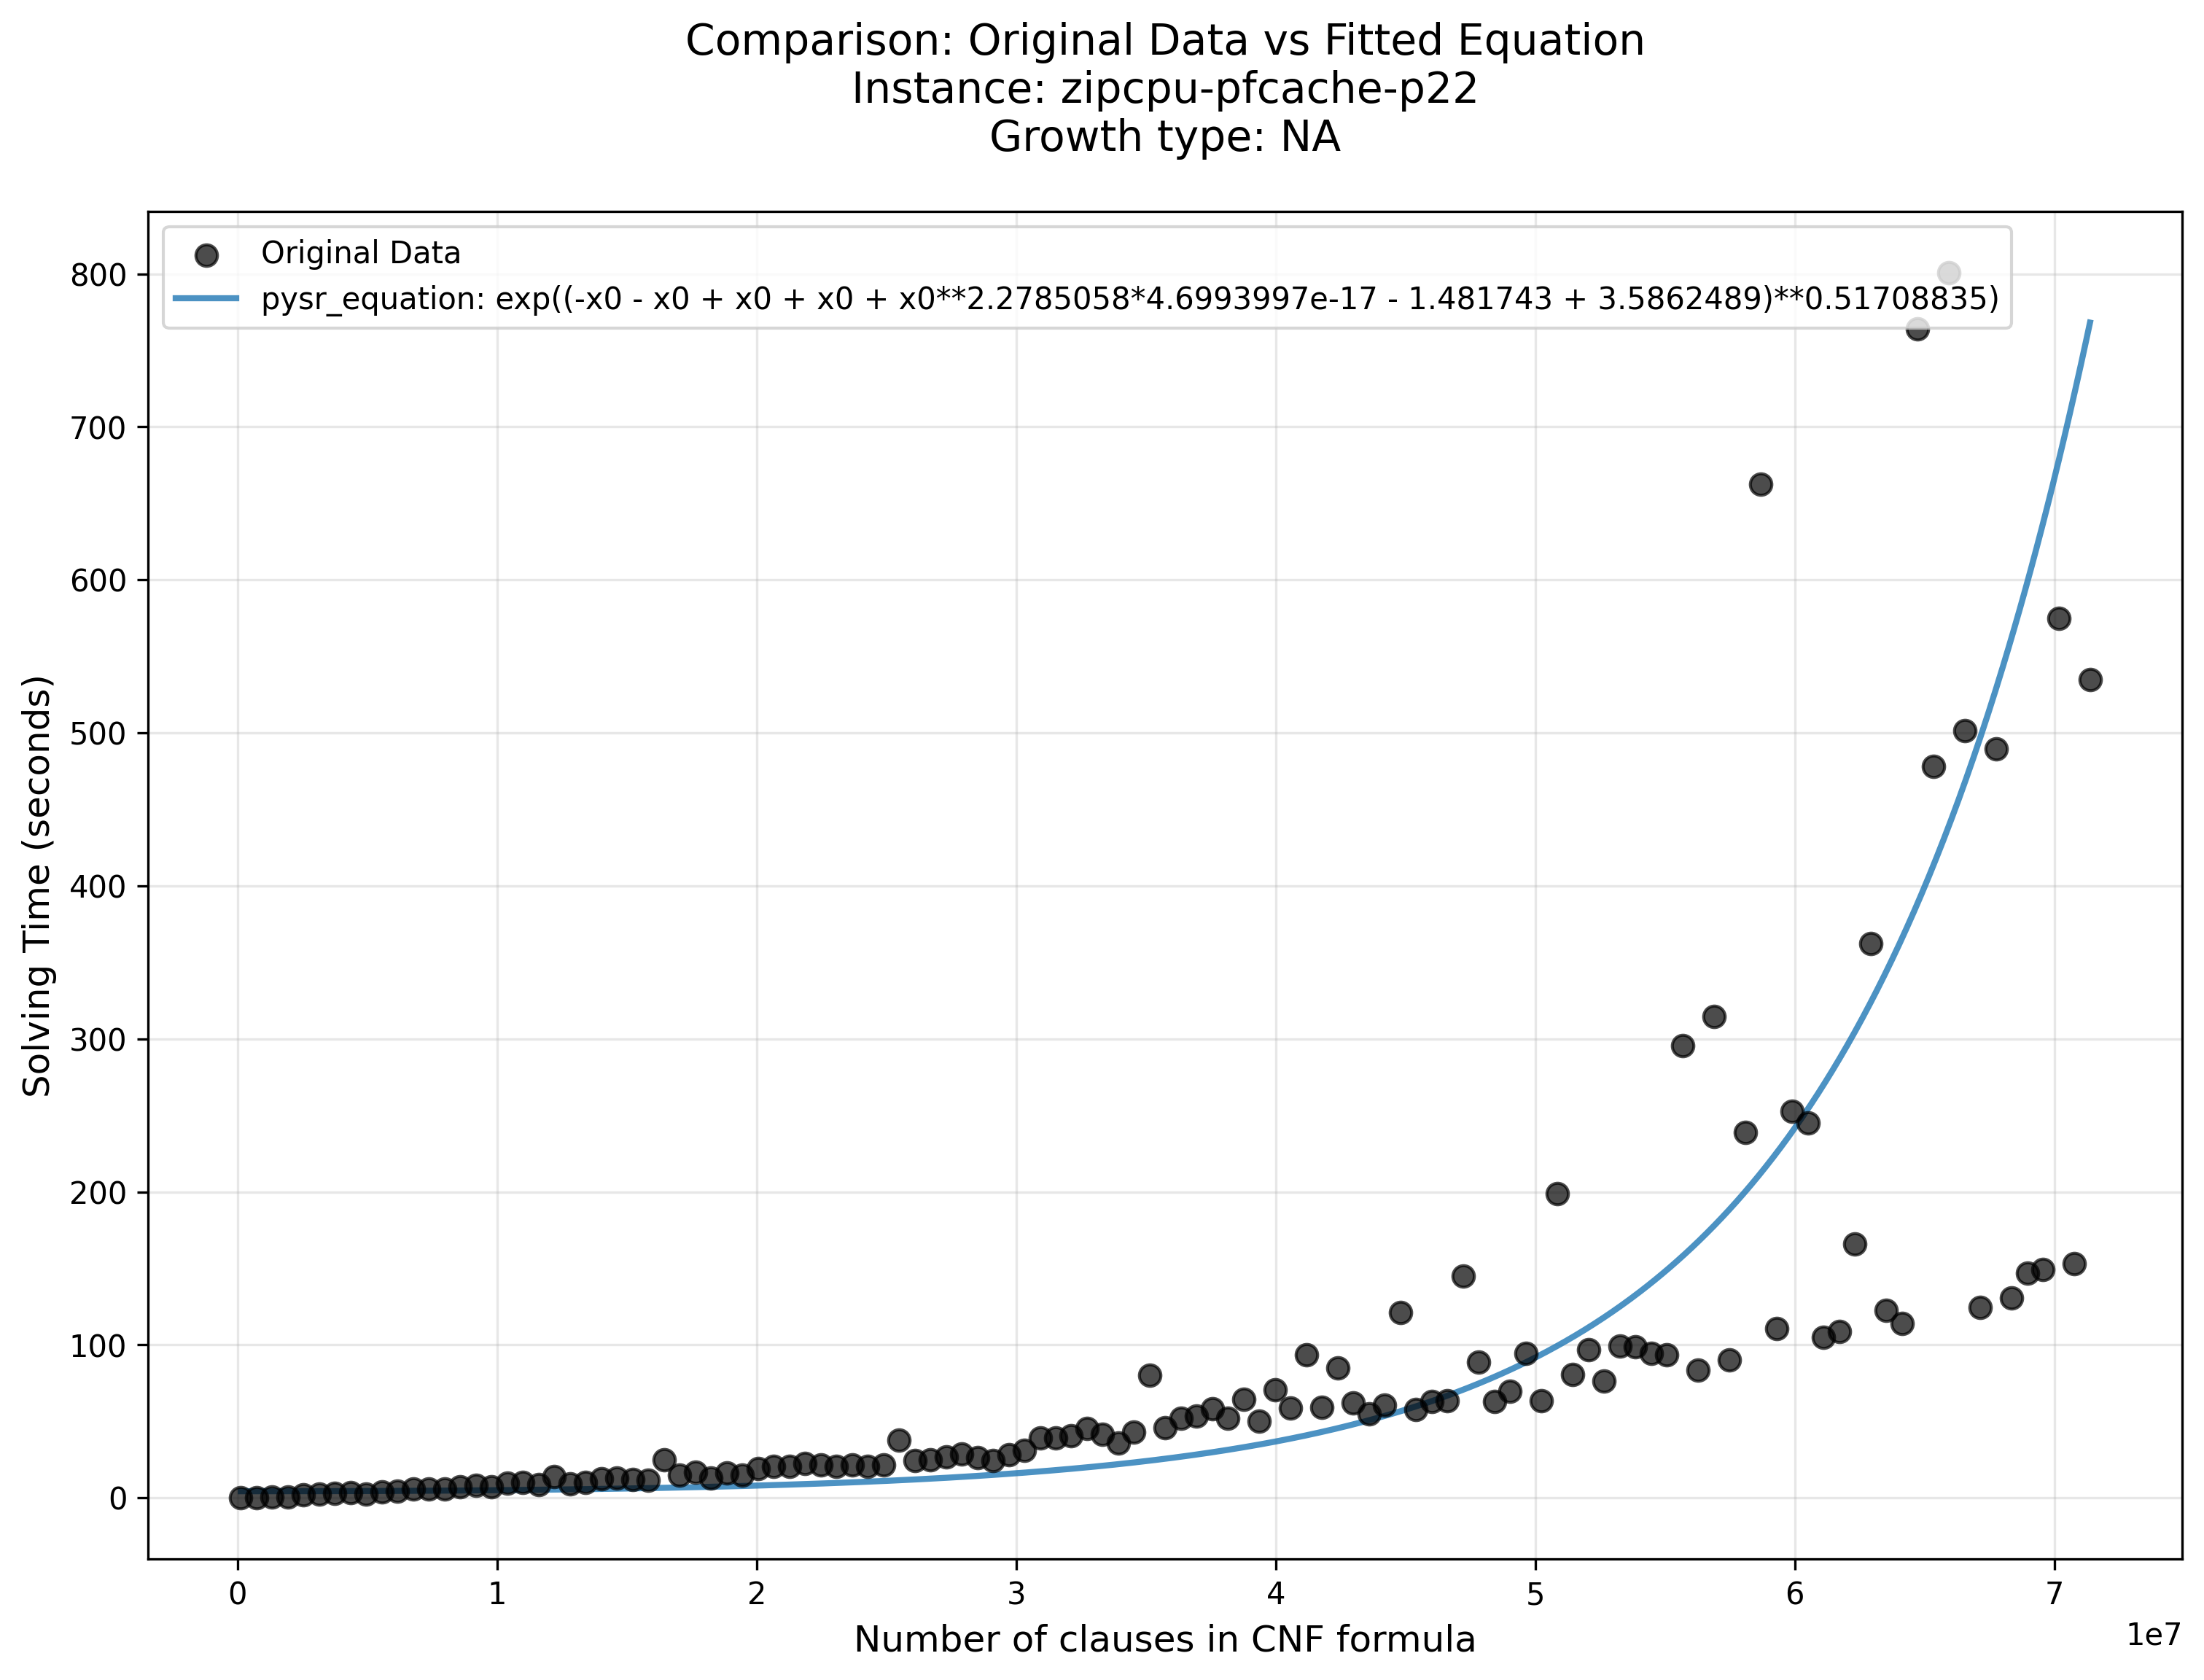 Comparison: Original Data vs Fitted Equation
Instance: zipcpu-pfcache-p22
Growth type: NA
Original Data
pysr_equation: exp((-x0 - x0 + x0 + x0 + x0**2.2785058*4.6993997e-17 - 1.481743 + 3.5862489)**0.51708835)
800
700
600
500
400
300
200
100
0
Solving Time (seconds)
0 1 2 3 4 5 6 7
1e7
Number of clauses in CNF formula